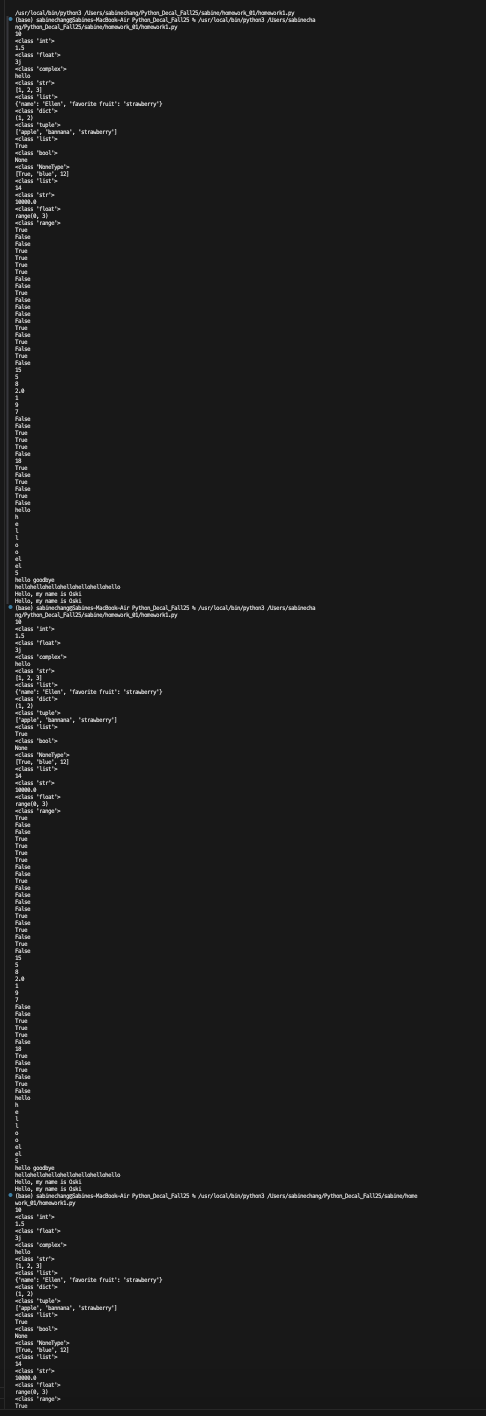 /usr/local/bin/python3 /Users/sabinechang/Python_Decal_Fall25/sabine/homework_01/homework1.py
(base) sabinechang@Sabines-MacBook-Air Python_Decal_Fall25 % /usr/local/bin/python3 /Users/sabinecha
ng/Python_Decal_Fall25/sabine/homework_01/homework1.py
10
<class 'int'>
1.5
<class 'float'>
3j
<class 'complex'>
hello
<class 'str'>
[1, 2, 3]
<class 'list'>
{'name': 'Ellen', 'favorite fruit': 'strawberry'}
<class 'dict'>
(1, 2)
<class 'tuple'>
['apple', 'bannana', 'strawberry']
<class 'list'>
True
<class 'bool'>
None
<class 'NoneType'>
[True, 'blue', 12]
<class 'list'>
14
<class 'str'>
10000.0
<class 'float'>
range(0, 3)
<class 'range'>
True
False
False
True
True
True
True
False
False
True
False
False
False
False
True
False
True
False
True
False
15
5
8
2.0
1
9
7
False
False
True
True
True
False
18
True
False
True
False
True
False
hello
h
e
l
l
o
o
el
el
5
hello goodbye
hellohellohellohellohellohellohello
Hello, my name is Oski
Hello, my name is Oski
(base) sabinechang@Sabines-MacBook-Air Python_Decal_Fall25 % /usr/local/bin/python3 /Users/sabinecha
ng/Python_Decal_Fall25/sabine/homework_01/homework1.py
10
<class 'int'>
1.5
<class 'float'>
3j
<class 'complex'>
hello
<class 'str'>
[1, 2, 3]
<class 'list'>
{'name': 'Ellen', 'favorite fruit': 'strawberry'}
<class 'dict'>
(1, 2)
<class 'tuple'>
['apple', 'bannana', 'strawberry']
<class 'list'>
True
<class 'bool'>
None
<class 'NoneType'>
[True, 'blue', 12]
<class 'list'>
14
<class 'str'>
10000.0
<class 'float'>
range(0, 3)
<class 'range'>
True
False
False
True
True
True
True
False
False
True
False
False
False
False
True
False
True
False
True
False
15
5
8
2.0
1
9
7
False
False
True
True
True
False
18
True
False
True
False
True
False
hello
h
e
l
l
o
o
el
el
5
hello goodbye
hellohellohellohellohellohellohello
Hello, my name is Oski
Hello, my name is Oski
(base) sabinechang@Sabines-MacBook-Air Python_Decal_Fall25 % /usr/local/bin/python3 /Users/sabinechang/Python_Decal_Fall25/sabine/home
work_01/homework1.py
10
<class 'int'>
1.5
<class 'float'>
3j
<class 'complex'>
hello
<class 'str'>
[1, 2, 3]
<class 'list'>
{'name': 'Ellen', 'favorite fruit': 'strawberry'}
<class 'dict'>
(1, 2)
<class 'tuple'>
['apple', 'bannana', 'strawberry']
<class 'list'>
True
<class 'bool'>
None
<class 'NoneType'>
[True, 'blue', 12]
<class 'list'>
14
<class 'str'>
10000.0
<class 'float'>
range(0, 3)
<class 'range'>
True